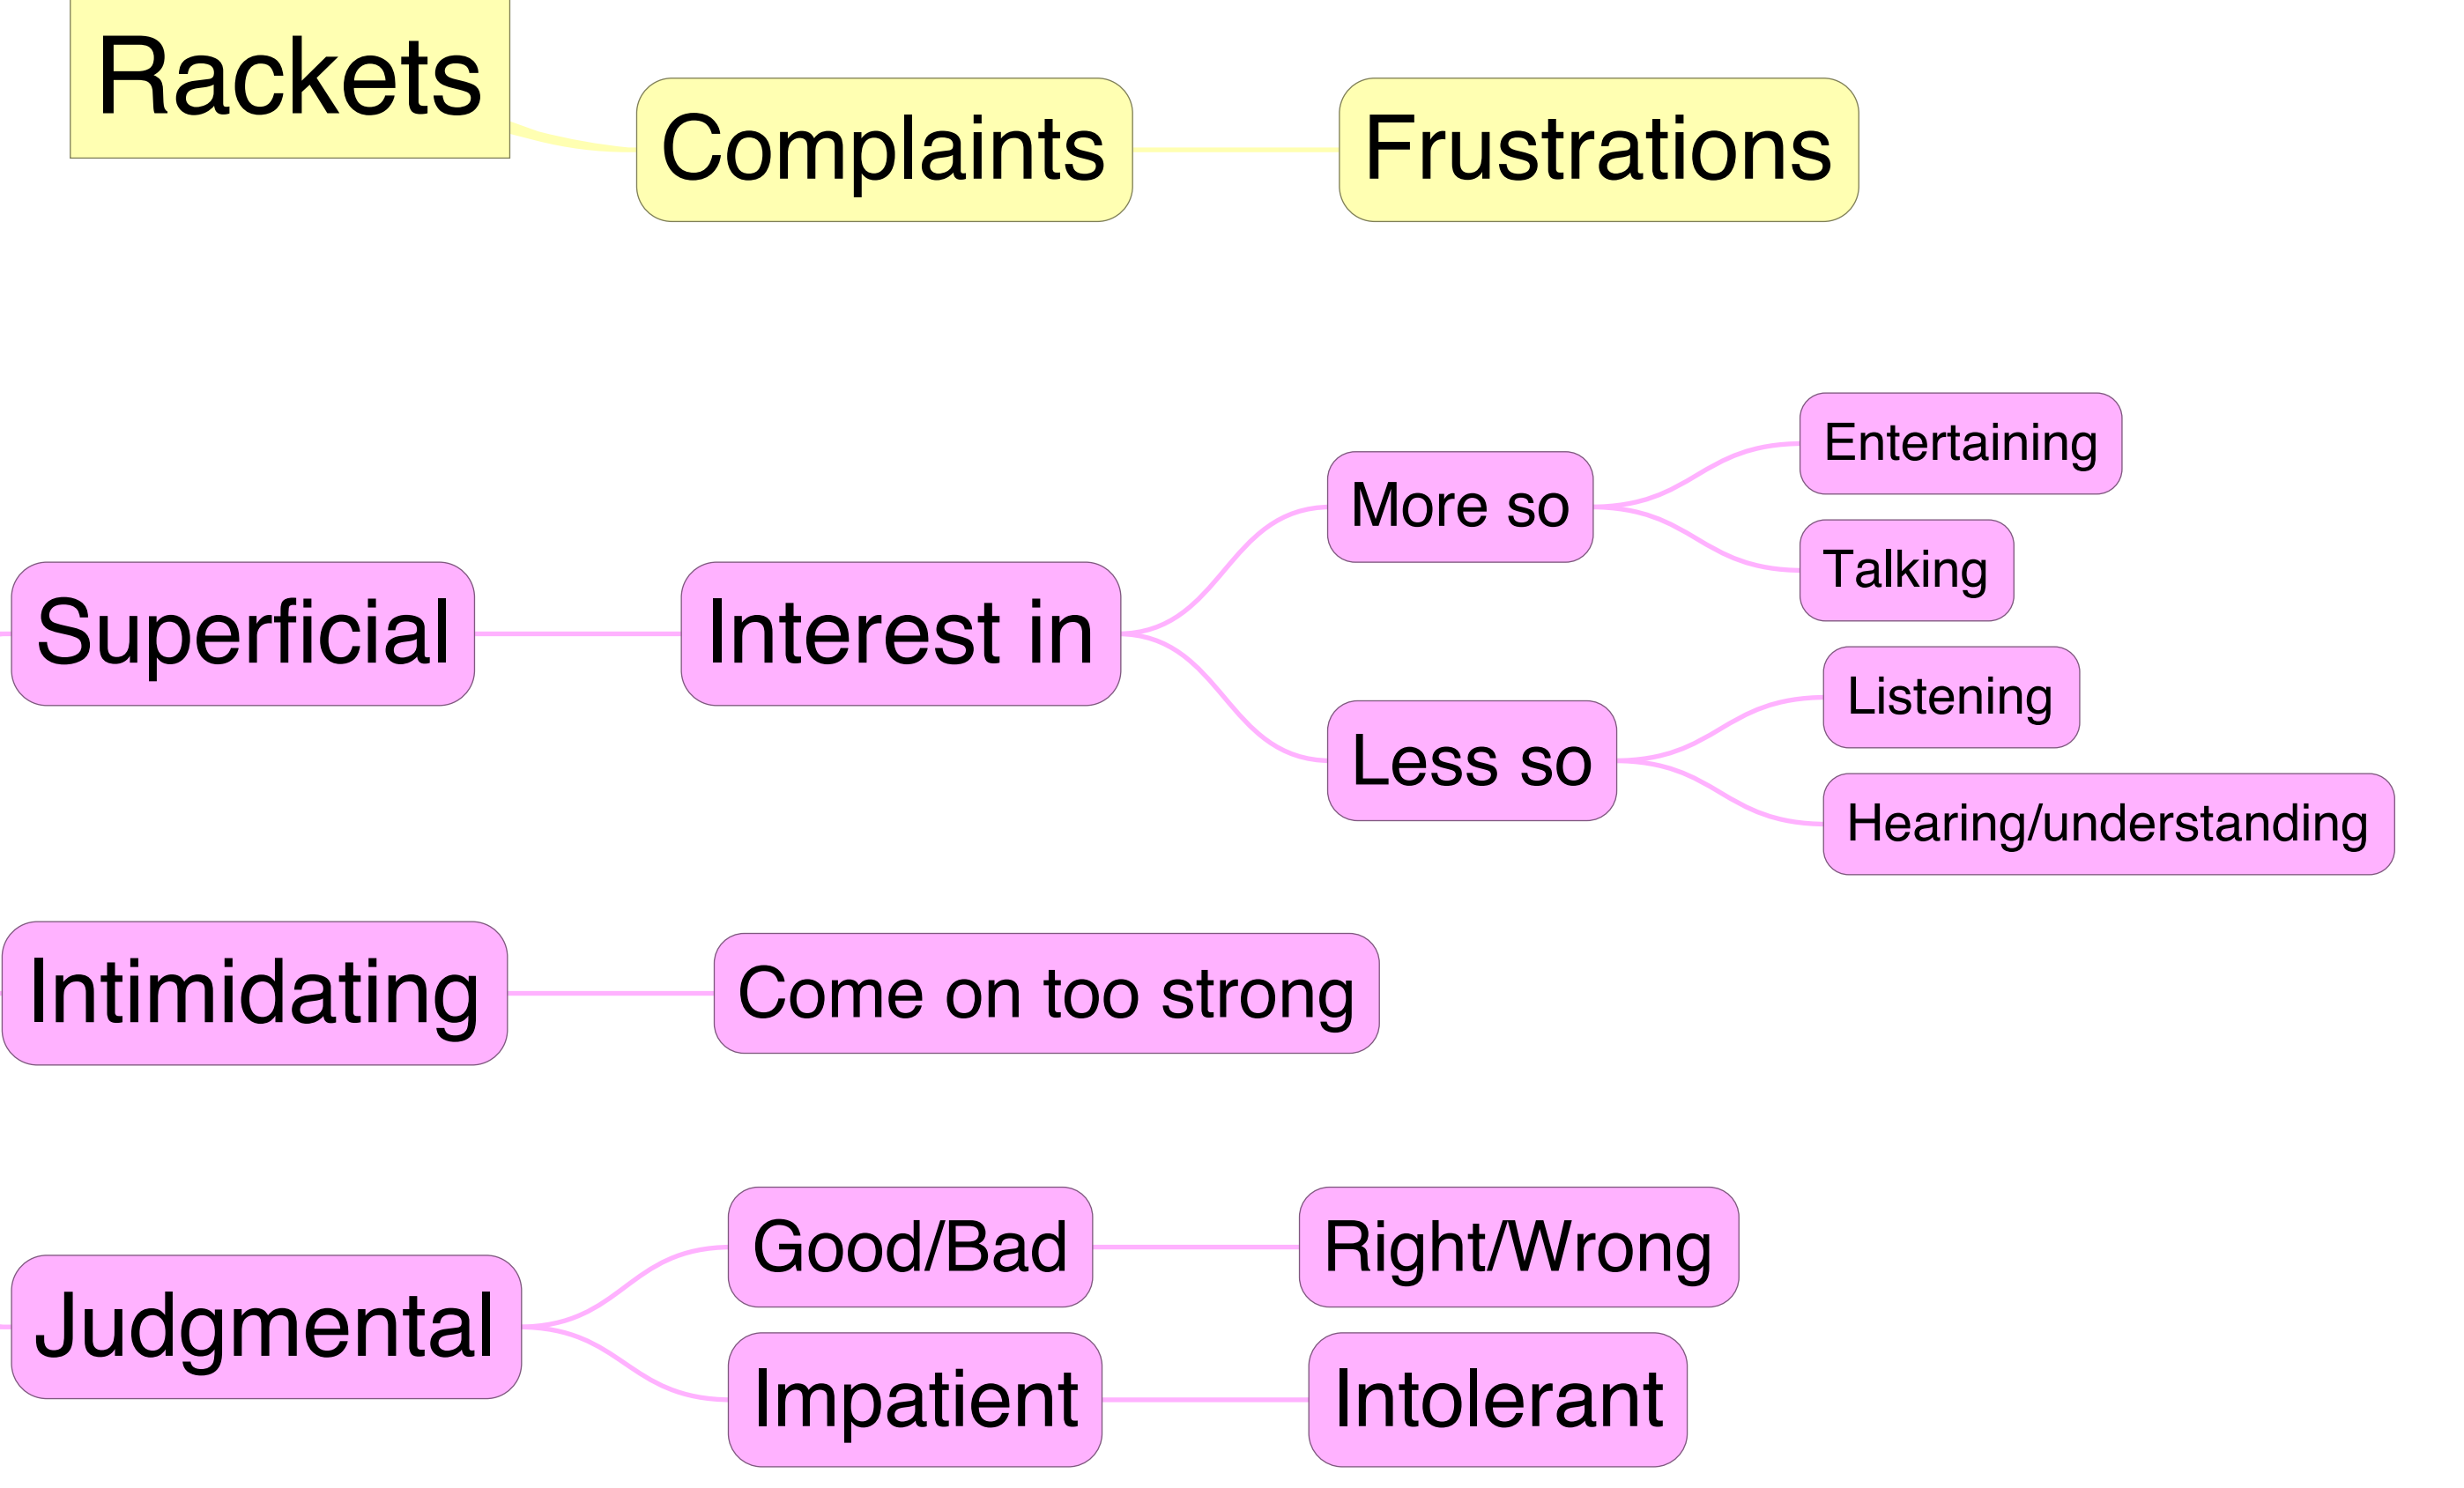 Rackets
Complaints
Frustrations
Superficial
Interest in
More so
Entertaining
Talking
Less so
Listening
Hearing/understanding
Intimidating
Come on too strong
Judgmental
Good/Bad
Right/Wrong
Impatient
Intolerant